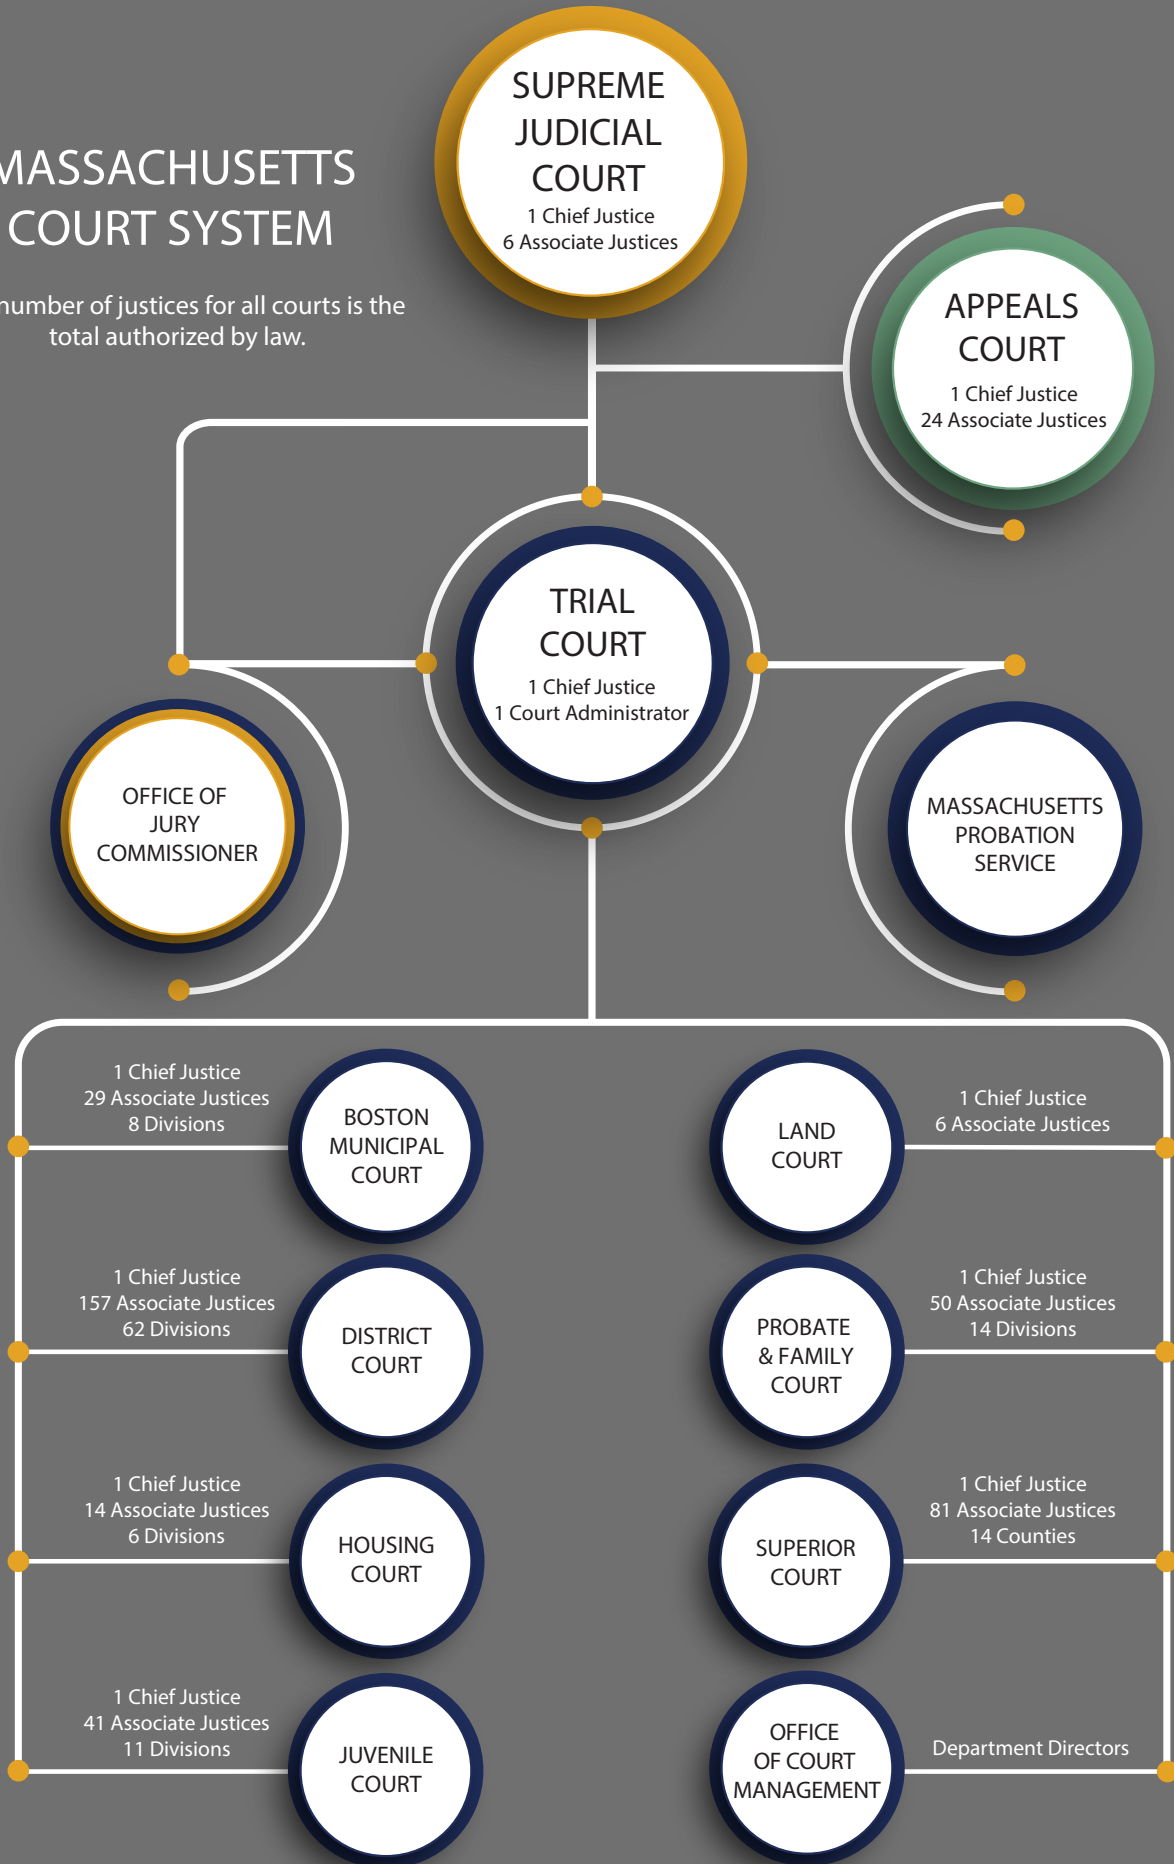 SUPREME
JUDICIAL
COURT
1 Chief Justice
6 Associate Justices
MASSACHUSETTS
COURT SYSTEM
number of justices for all courts is the
total authorized by law.
APPEALS
COURT
1 Chief Justice
24 Associate Justices
TRIAL
COURT
1 Chief Justice
1 Court Administrator
OFFICE OF
JURY
COMMISSIONER
MASSACHUSETTS
PROBATION
SERVICE
1 Chief Justice
29 Associate Justices
8 Divisions
BOSTON
MUNICIPAL
COURT
LAND
COURT
1 Chief Justice
6 Associate Justices
1 Chief Justice
157 Associate Justices
62 Divisions
DISTRICT
COURT
PROBATE
& FAMILY
COURT
1 Chief Justice
50 Associate Justices
14 Divisions
1 Chief Justice
14 Associate Justices
6 Divisions
HOUSING
COURT
SUPERIOR
COURT
1 Chief Justice
81 Associate Justices
14 Counties
1 Chief Justice
41 Associate Justices
11 Divisions
JUVENILE
COURT
OFFICE
OF COURT
MANAGEMENT
Department Directors